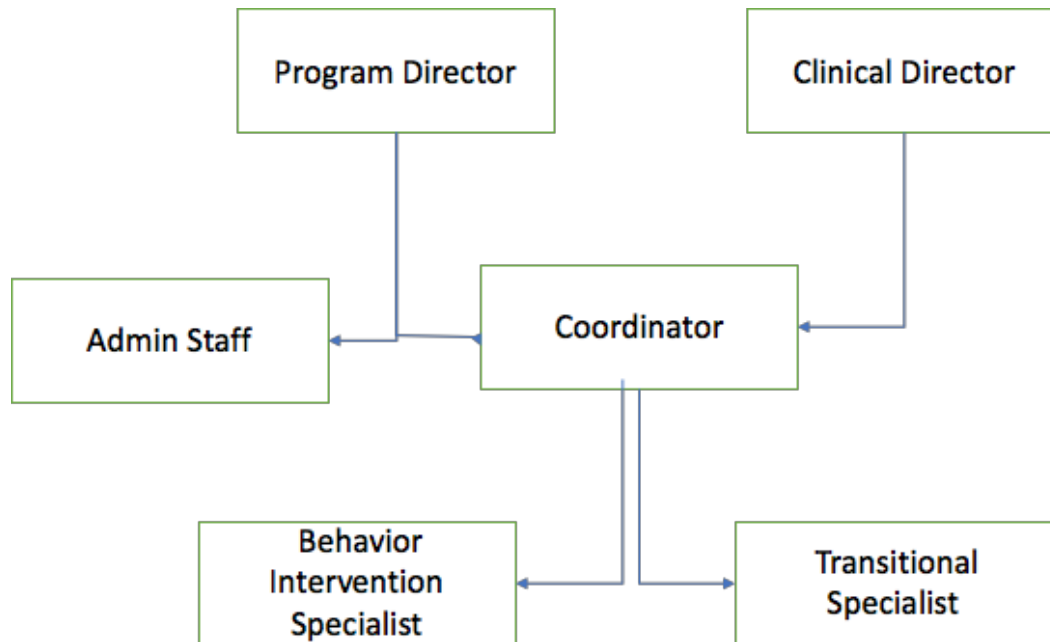 Program Director
Clinical Director
Admin Staff
Coordinator
Behavior
Intervention
Specialist
Transitional
Specialist